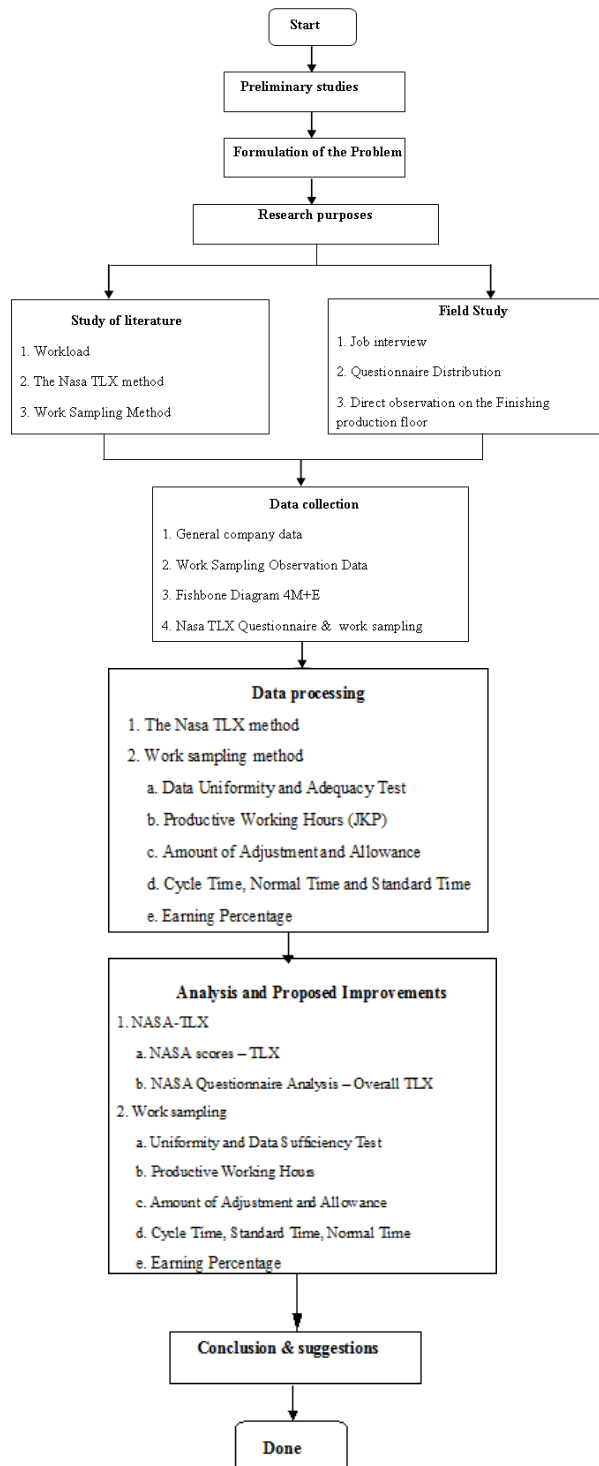 Start
Preliminary studies
Formulation of the Problem
Research purposes
Study of literature
1. Workload
2. The Nasa TLX method
3. Work Sampling Method
Field Study
1. Job interview
2. Questionnaire Distribution
3. Direct observation on the Finishing
production floor
Data collection
1. General company data
2. Work Sampling Observation Data
3. Fishbone Diagram 4M+E
4. Nasa TLX Questionnaire & work sampling
Data processing
1. The Nasa TLX method
2. Work sampling method
a. Data Uniformity and Adequacy Test
b. Productive Working Hours (JKP)
c. Amount of Adjustment and Allowance
d. Cycle Time, Normal Time and Standard Time
e. Earning Percentage
Analysis and Proposed Improvements
1. NASA-TLX
a. NASA scores – TLX
b. NASA Questionnaire Analysis – Overall TLX
2. Work sampling
a. Uniformity and Data Sufficiency Test
b. Productive Working Hours
c. Amount of Adjustment and Allowance
d. Cycle Time, Standard Time, Normal Time
e. Earning Percentage
Conclusion & suggestions
Done